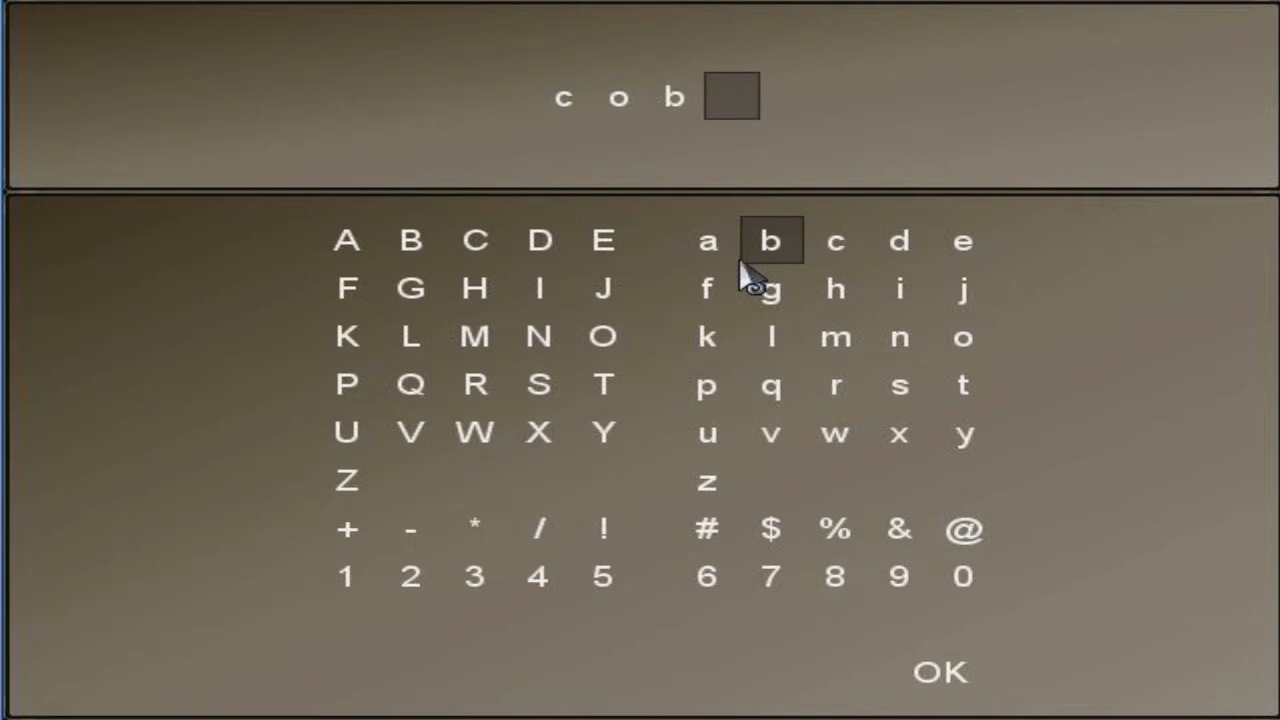 c o b
A B C D E a b c d e
F G H I J f g h i j
K L M N O k l m n o
P Q R S T p q r s t
U V W X Y u v w x y
Z z
+ - * / ! # $ % & @
1 2 3 4 5 6 7 8 9 0
OK